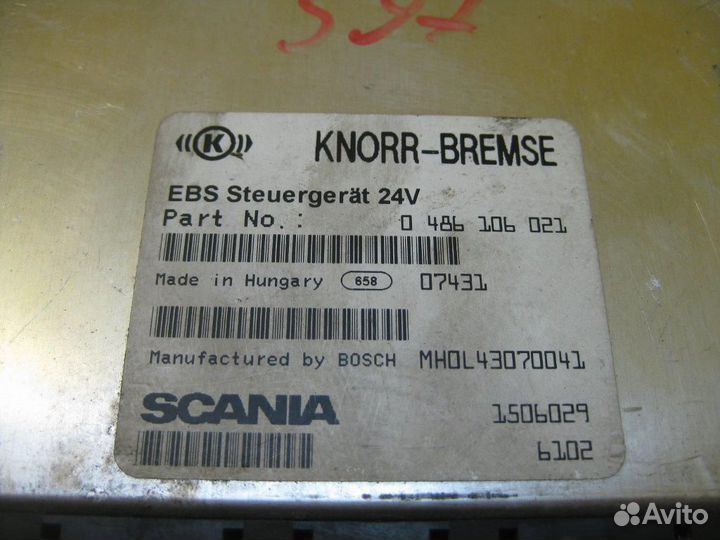 K KNORR-BREMSE
EBS Steuergerät 24V
Part No.: 0 486 106 021
Made in Hungary 658 07431
Manufactured by BOSCH MHOL43070041
SCANIA 1506029
6102
Avito